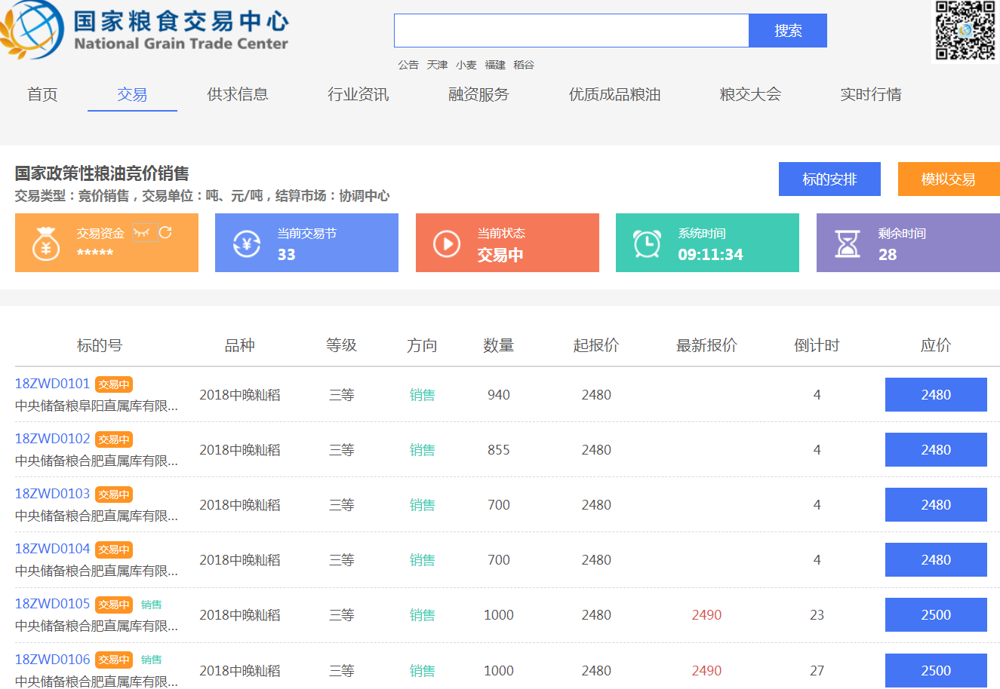 国家粮食交易中心
National Grain Trade Center
搜索
公告 天津 小麦 福建 稻谷
首页 交易 供求信息 行业资讯 融资服务 优质成品粮油 粮交大会 实时行情
国家政策性粮油竞价销售
交易类型：竞价销售，交易单位：吨、元/吨，结算市场：协调中心
标的安排 模拟交易
交易资金 当前交易节 当前状态 系统时间 剩余时间
***** 33 交易中 09:11:34 28
标的号 品种 等级 方向 数量 起报价 最新报价 倒计时 应价
18ZWD0101 交易中
2018中晚籼稻 三等 销售 940 2480 4 2480
中央储备粮阜阳直属库有限...
18ZWD0102 交易中
2018中晚籼稻 三等 销售 855 2480 4 2480
中央储备粮合肥直属库有限...
18ZWD0103 交易中
2018中晚籼稻 三等 销售 700 2480 4 2480
中央储备粮合肥直属库有限...
18ZWD0104 交易中
2018中晚籼稻 三等 销售 700 2480 4 2480
中央储备粮合肥直属库有限...
18ZWD0105 交易中 销售
2018中晚籼稻 三等 销售 1000 2480 2490 23 2500
中央储备粮合肥直属库有限...
18ZWD0106 交易中 销售
2018中晚籼稻 三等 销售 1000 2480 2490 27 2500
中央储备粮合肥直属库有限...